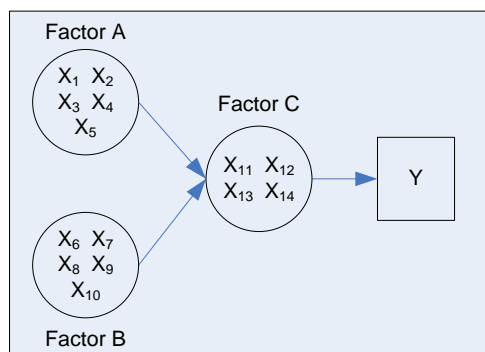 Factor A
X₁ X₂
X₃ X₄
X₅
Factor C
X₁₁ X₁₂
X₁₃ X₁₄
Y
X₆ X₇
X₈ X₉
X₁₀
Factor B